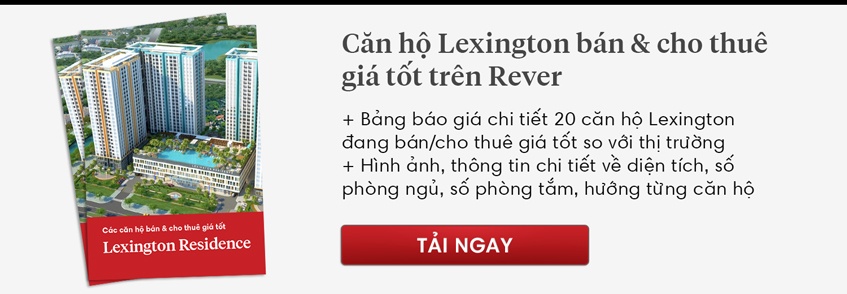 Căn hộ Lexington bán & cho thuê
giá tốt trên Rever
+ Bảng báo giá chi tiết 20 căn hộ Lexington
đang bán/cho thuê giá tốt so với thị trường
+ Hình ảnh, thông tin chi tiết về diện tích, số
phòng ngủ, số phòng tắm, hướng từng căn hộ
TẢI NGAY
Các căn hộ bán & cho thuê giá tốt
Lexington Residence